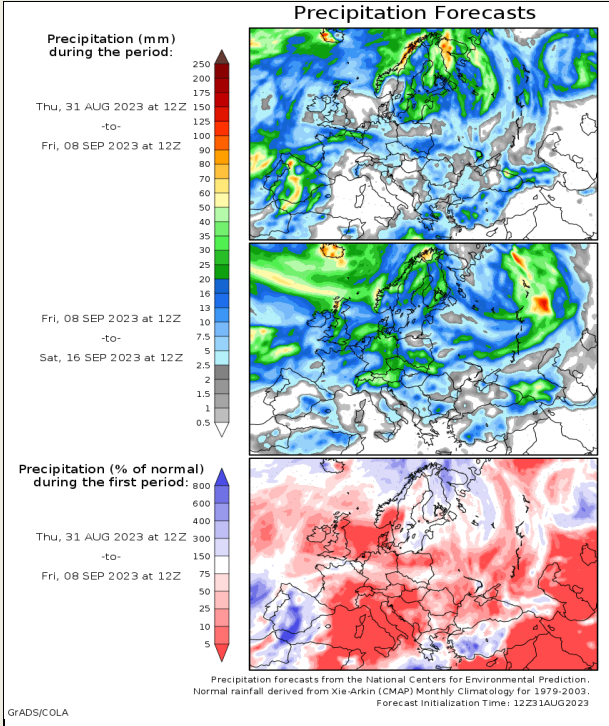 Precipitation Forecasts
Precipitation (mm)
during the period:
Thu, 31 AUG 2023 at 12Z
-to-
Fri, 08 SEP 2023 at 12Z
Fri, 08 SEP 2023 at 12Z
-to-
Sat, 16 SEP 2023 at 12Z
250
200
175
150
125
100
90
80
70
60
50
40
35
30
25
20
16
13
10
7.5
5
2.5
2
1.5
1
0.5
Precipitation (% of normal)
during the first period:
Thu, 31 AUG 2023 at 12Z
-to-
Fri, 08 SEP 2023 at 12Z
800
600
400
300
150
75
50
25
10
5
Precipitation forecasts from the National Centers for Environmental Prediction.
Normal rainfall derived from Xie-Arkin (CMAP) Monthly Climatology for 1979-2003.
Forecast Initialization Time: 12Z31AUG2023
GrADS/COLA